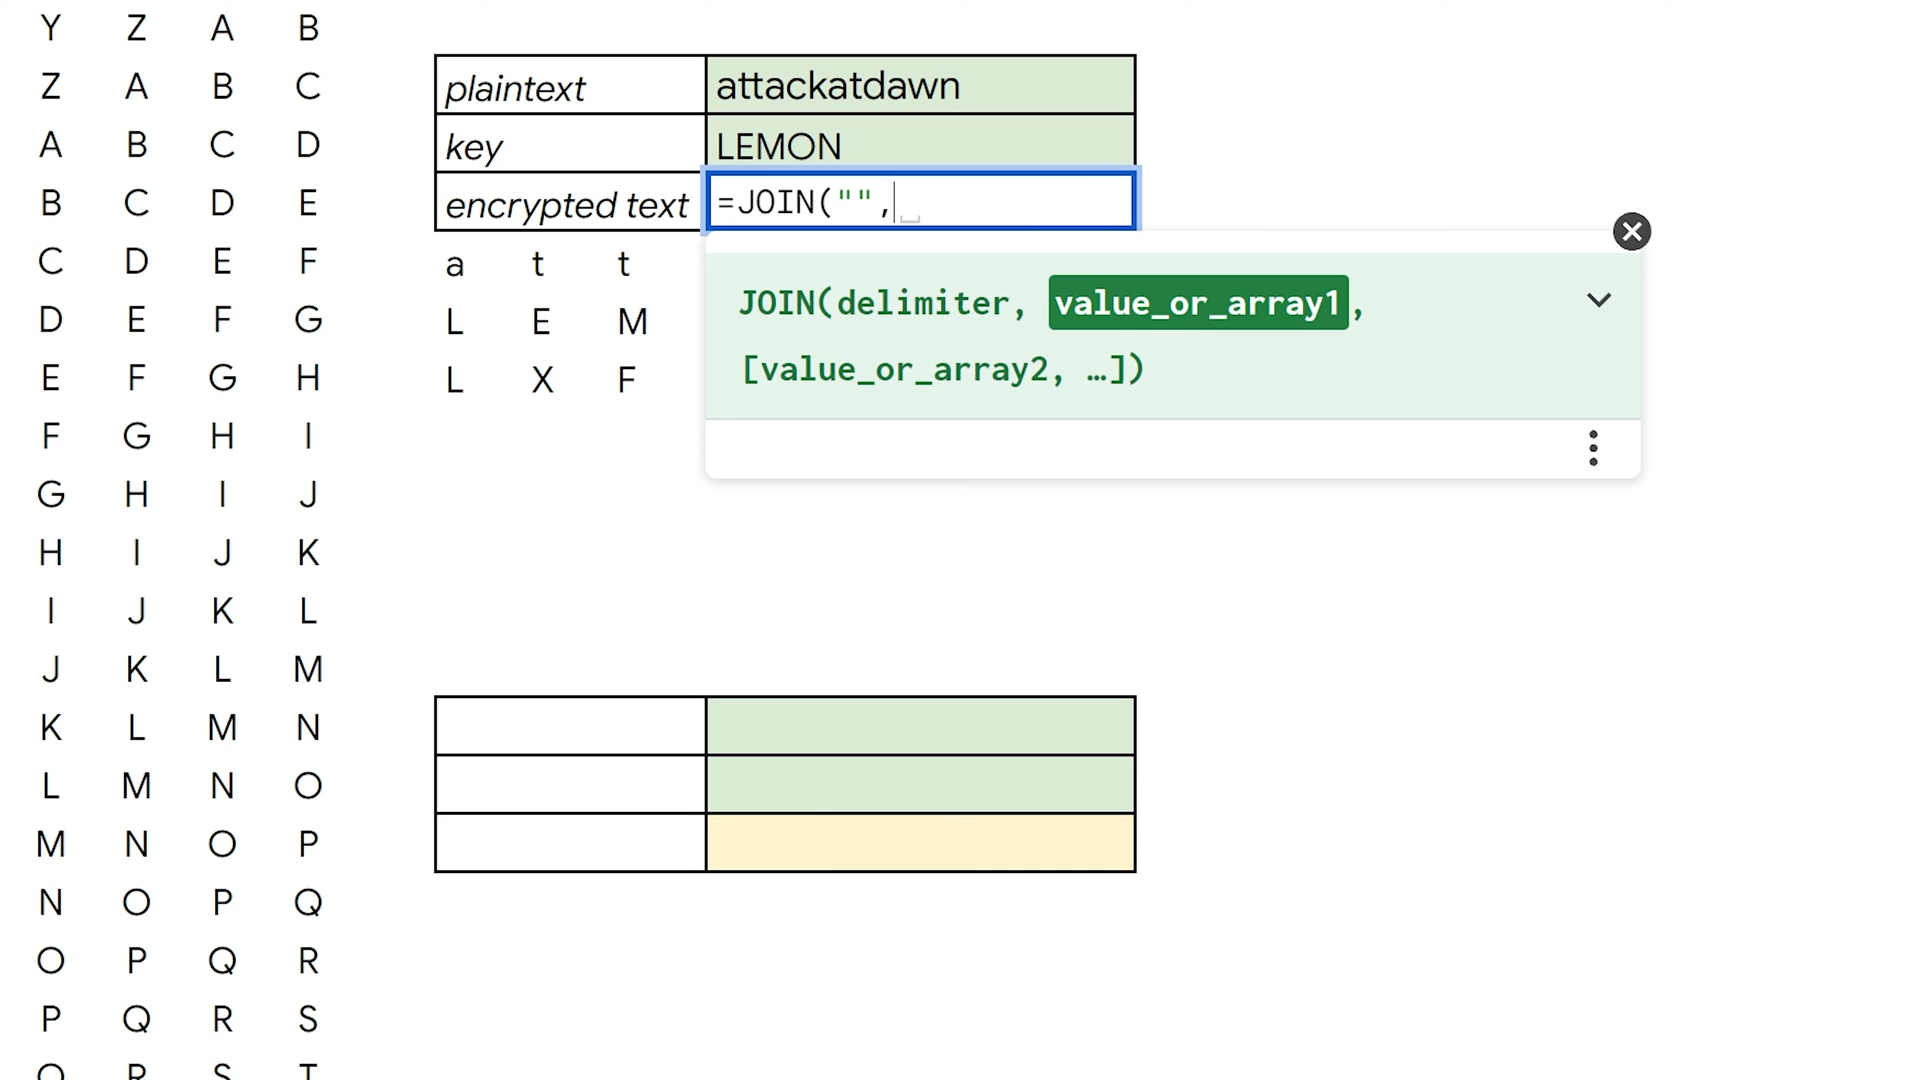 Y Z A B
Z A B C
A B C D
B C D E
C D E F
D E F G
E F G H
F G H I
G H I J
H I J K
I J K L
J K L M
K L M N
L M N O
M N O P
N O P Q
O P Q R
P Q R S
Q R S T
plaintext attackatdawn
key LEMON
encrypted text =JOIN("",
a t t
L E M
L X F
JOIN(delimiter, value_or_array1,
[value_or_array2, …])